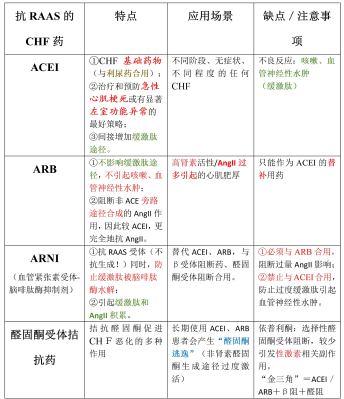 抗 RAAS 的
CHF 药
特点
应用场景
缺点／注意事
项
ACEI
①CHF 基础药物
（与利尿药合用）；
②治疗和预防急性
心肌梗死或有显著
左室功能异常的
最好策略；
③间接增加缓激肽
途径。
不同阶段、无症状、
不同程度的任何
CHF
不良反应：咳嗽、血
管神经性水肿
（缓激肽）
ARB
①不影响缓激肽途
径，不引起咳嗽、血
管神经性水肿；
②阻断非 ACE 旁路
途径合成的 AngII 作
用，因此较 ACEI，更
完全地抗 AngII。
高肾素活性/AngII 过
多引起的心肌肥厚
只能作为 ACEI 的替
补用药
ARNI
（血管紧张素受体-
脑啡肽酶抑制剂）
①抗 RAAS 受体（不
抗生成！）同时，防
止缓激肽被脑啡肽
酶水解；
②引起缓激肽和
AngII 积累。
替代 ACEI、ARB，与
β受体阻断药、醛固
酮受体阻断合用。
①必须与 ARB 合用，
阻断过量 AngII 影响；
②禁止与 ACEI 合用，
防止过度缓激肽引起
血管神经性水肿。
醛固酮受体拮
抗药
拮抗醛固酮促进
CHF 恶化的多种
作用
长期使用 ACEI、ARB
患者会产生“醛固酮
逃逸”（非肾素醛固
酮生成途径过度激
活）
依普利酮：选择性醛
固酮受体阻断，较少
引发性激素相关副作
用。
“金三角”＝ACEI／
ARB＋β阻＋醛阻